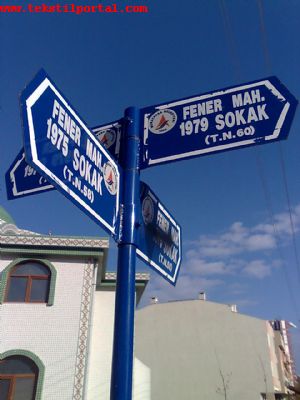 www.tekstilportal.com
FENER MAH.
1979 SOKAK
(T.N.60)
FENER MAH.
1975 SOKAK
(T.N.58)